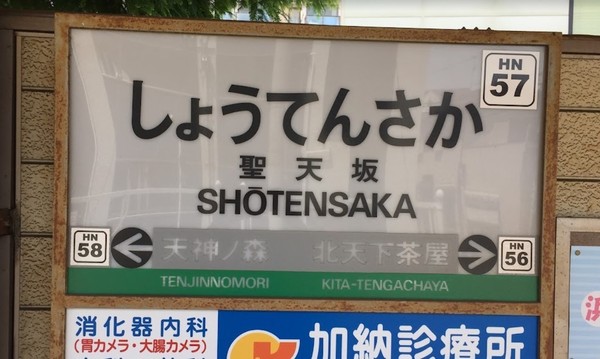 HN
57
しょうてんさか
聖天坂
SHŌTENSAKA
HN
58
天神ノ森
北天下茶屋
HN
56
TENJINNOMORI
KITA-TENGACHAYA
消化器内科
(胃カメラ・大腸カメラ)
加納診療所